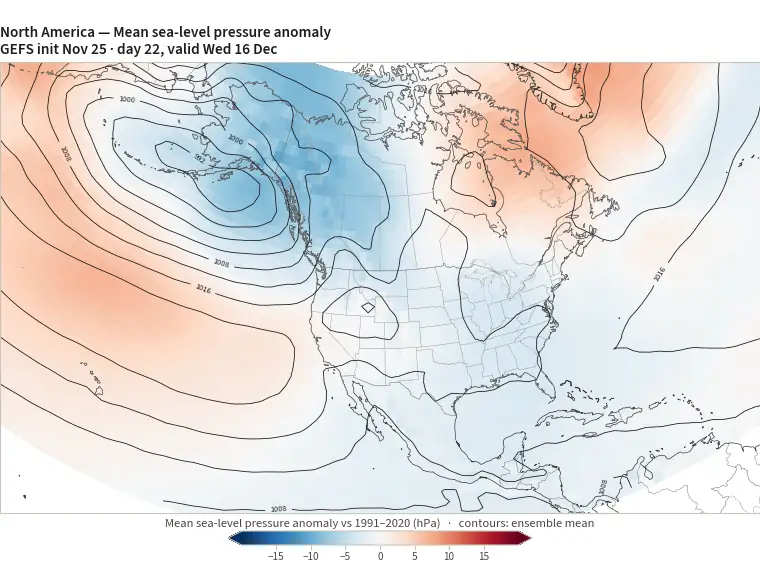 North America — Mean sea-level pressure anomaly
GEFS init Nov 25 · day 22, valid Wed 16 Dec
1000
1000
992
1008
1008
1016
1016
1008
1008
Mean sea-level pressure anomaly vs 1991–2020 (hPa) · contours: ensemble mean
−15 −10 −5 0 5 10 15